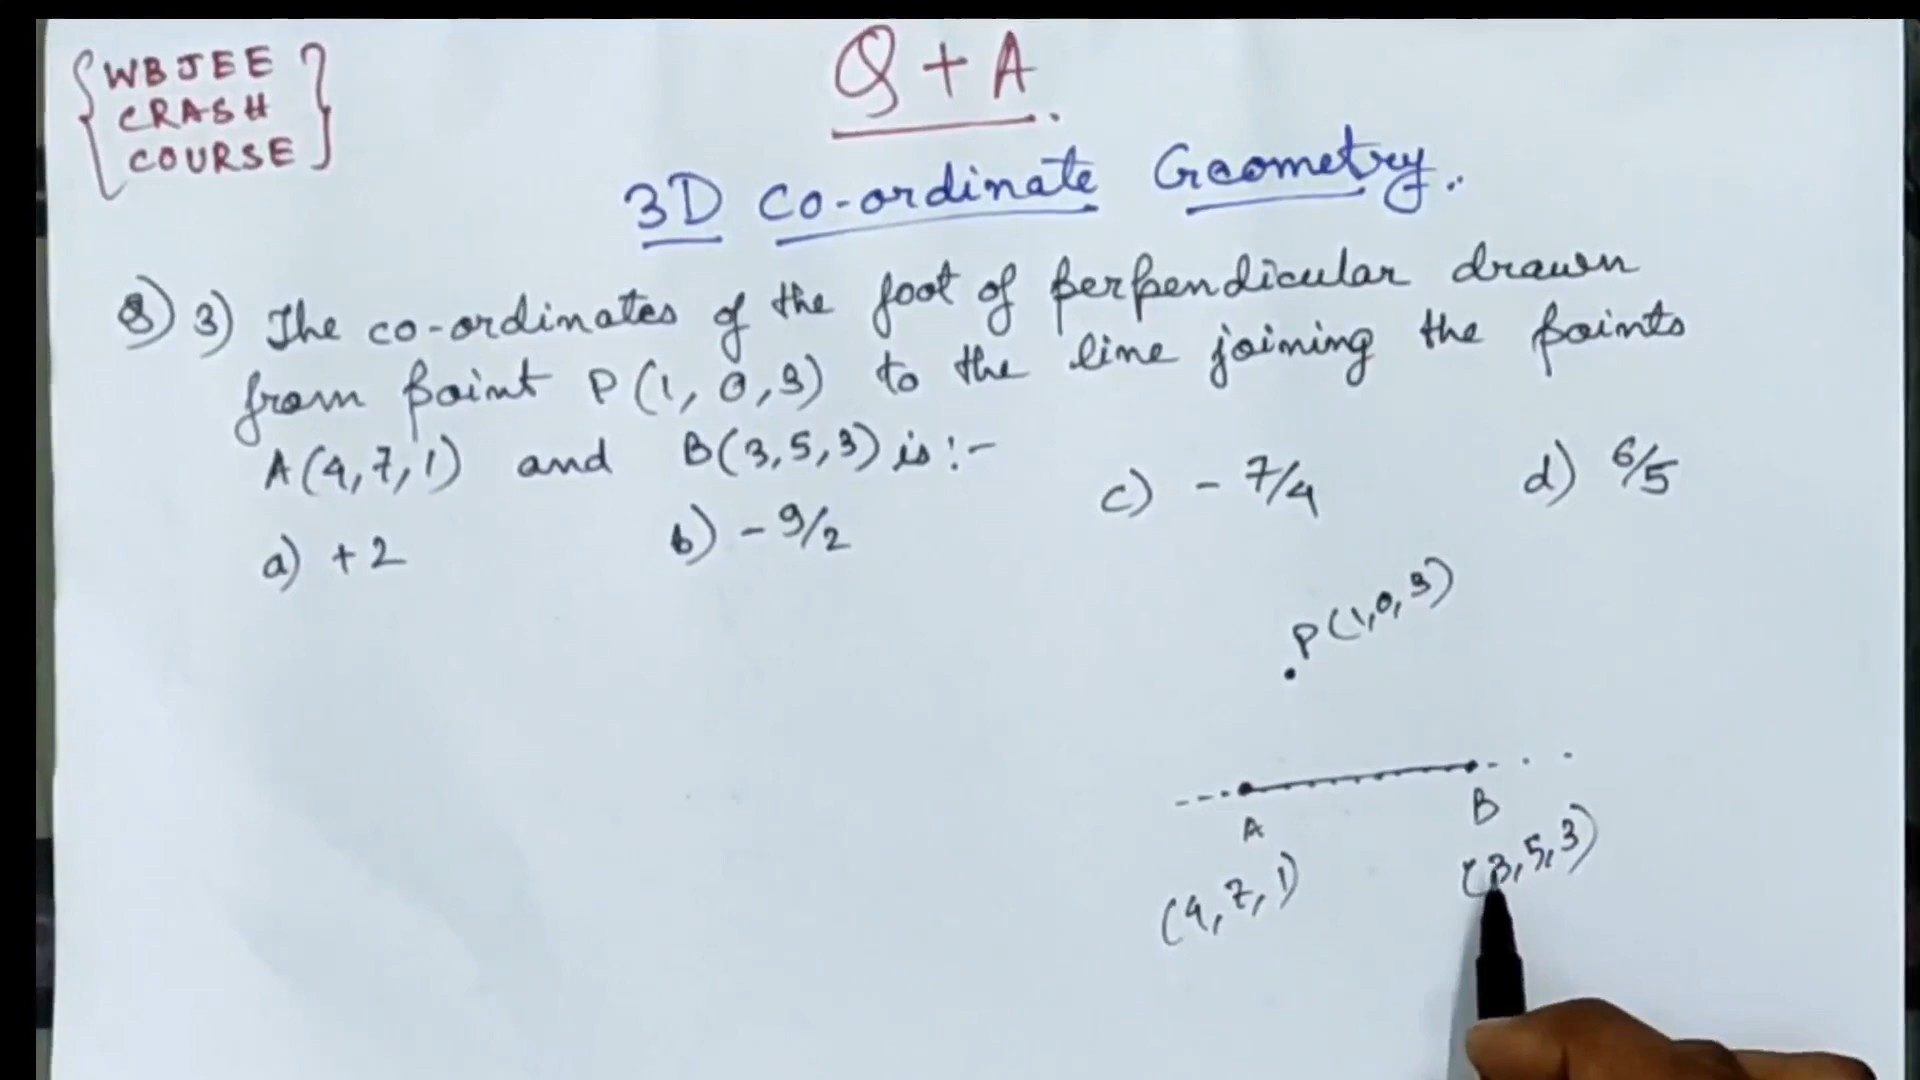 WBJEE
CRASH
COURSE
Q + A
3D Co-ordinate Geometry.
Q) 3) The co-ordinates of the foot of perpendicular drawn
from point P(1, 0, 3) to the line joining the points
A(4, 7, 1) and B(3, 5, 3) is :-
a) + 2 b) - 9/2 c) - 7/4 d) 6/5
P(1, 0, 3)
A B
(4, 7, 1) (3, 5, 3)